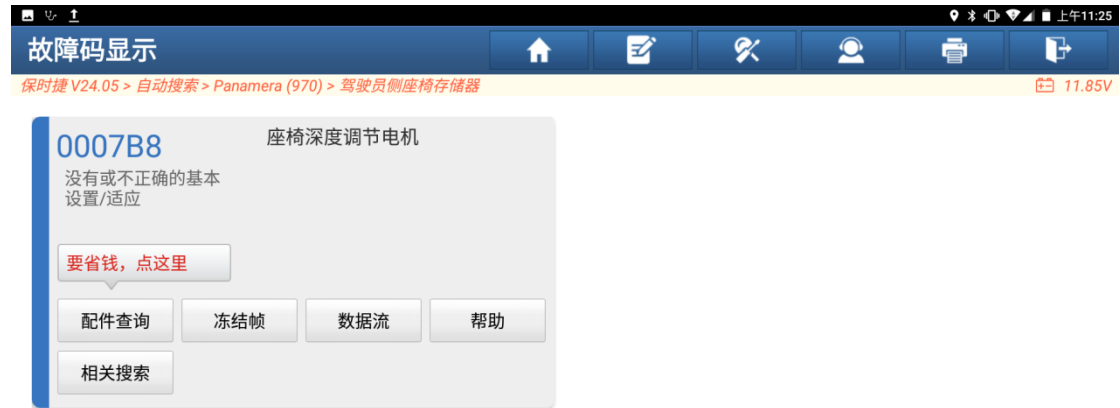 上午11:25
故障码显示
保时捷 V24.05 > 自动搜索 > Panamera (970) > 驾驶员侧座椅存储器
11.85V
0007B8
座椅深度调节电机
没有或不正确的基本
设置/适应
要省钱，点这里
配件查询
冻结帧
数据流
帮助
相关搜索